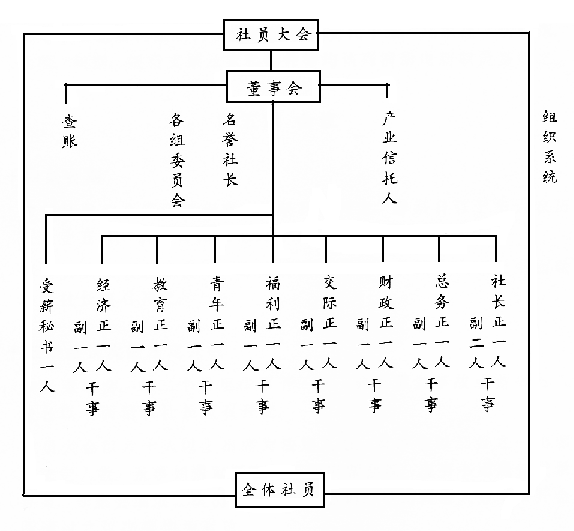 组织系统
社员大会
董事会
产业信托人
名誉社长
各组委员会
查账
社长正一人
副二人
干事
总务正一人
副一人
干事
财政正一人
副一人
干事
交际正一人
副一人
干事
福利正一人
副一人
干事
青年正一人
副一人
干事
教育正一人
副一人
干事
经济正一人
副一人
干事
受薪秘书一人
全体社员